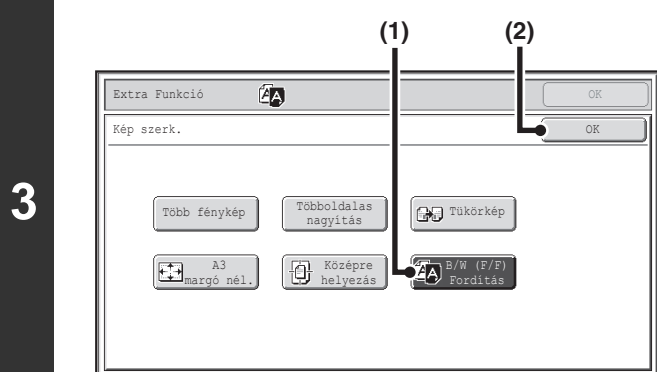 (1) (2)
Extra Funkció OK
Kép szerk. OK
3
Több fénykép
Többoldalas
nagyítás
Tükörkép
A3
margó nél.
Középre
helyezás
B/W (F/F)
Fordítás